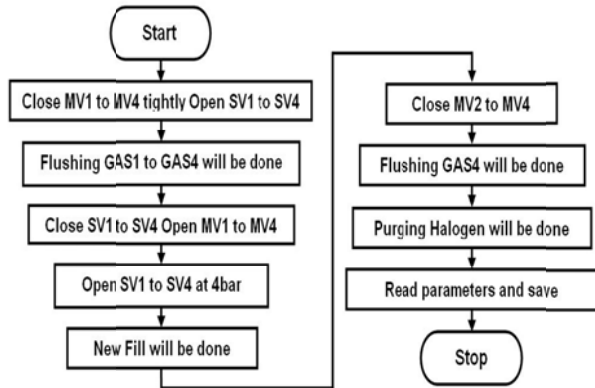 Start
Close MV1 to MV4 tightly Open SV1 to SV4
Flushing GAS1 to GAS4 will be done
Close SV1 to SV4 Open MV1 to MV4
Open SV1 to SV4 at 4bar
New Fill will be done
Close MV2 to MV4
Flushing GAS4 will be done
Purging Halogen will be done
Read parameters and save
Stop